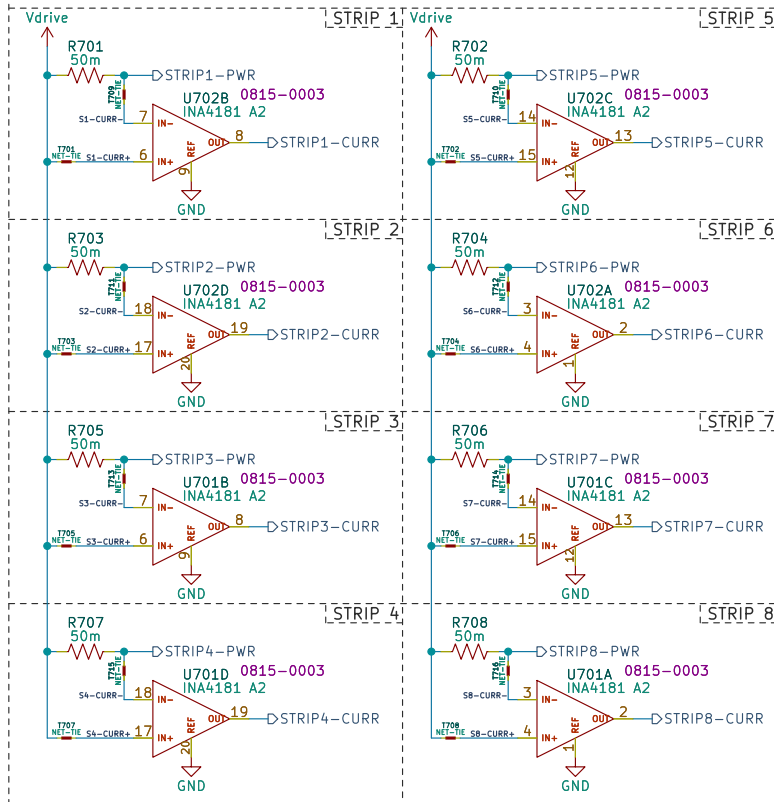 STRIP 1
Vdrive
R701
50m
STRIP1-PWR
T709
NET-TIE
U702B 0815-0003
INA4181 A2
S1-CURR- 7 IN-
OUT 8 STRIP1-CURR
T701
NET-TIE
S1-CURR+ 6 IN+
REF
9
GND
STRIP 5
Vdrive
R702
50m
STRIP5-PWR
T710
NET-TIE
U702C 0815-0003
INA4181 A2
S5-CURR- 14 IN-
OUT 13 STRIP5-CURR
T702
NET-TIE
S5-CURR+ 15 IN+
REF
12
GND
STRIP 2
R703
50m
STRIP2-PWR
T711
NET-TIE
U702D 0815-0003
INA4181 A2
S2-CURR- 18 IN-
OUT 19 STRIP2-CURR
T703
NET-TIE
S2-CURR+ 17 IN+
REF
20
GND
STRIP 6
R704
50m
STRIP6-PWR
T712
NET-TIE
U702A 0815-0003
INA4181 A2
S6-CURR- 3 IN-
OUT 2 STRIP6-CURR
T704
NET-TIE
S6-CURR+ 4 IN+
REF
1
GND
STRIP 3
R705
50m
STRIP3-PWR
T713
NET-TIE
U701B 0815-0003
INA4181 A2
S3-CURR- 7 IN-
OUT 8 STRIP3-CURR
T705
NET-TIE
S3-CURR+ 6 IN+
REF
9
GND
STRIP 7
R706
50m
STRIP7-PWR
T714
NET-TIE
U701C 0815-0003
INA4181 A2
S7-CURR- 14 IN-
OUT 13 STRIP7-CURR
T706
NET-TIE
S7-CURR+ 15 IN+
REF
12
GND
STRIP 4
R707
50m
STRIP4-PWR
T715
NET-TIE
U701D 0815-0003
INA4181 A2
S4-CURR- 18 IN-
OUT 19 STRIP4-CURR
T707
NET-TIE
S4-CURR+ 17 IN+
REF
20
GND
STRIP 8
R708
50m
STRIP8-PWR
T716
NET-TIE
U701A 0815-0003
INA4181 A2
S8-CURR- 3 IN-
OUT 2 STRIP8-CURR
T708
NET-TIE
S8-CURR+ 4 IN+
REF
1
GND